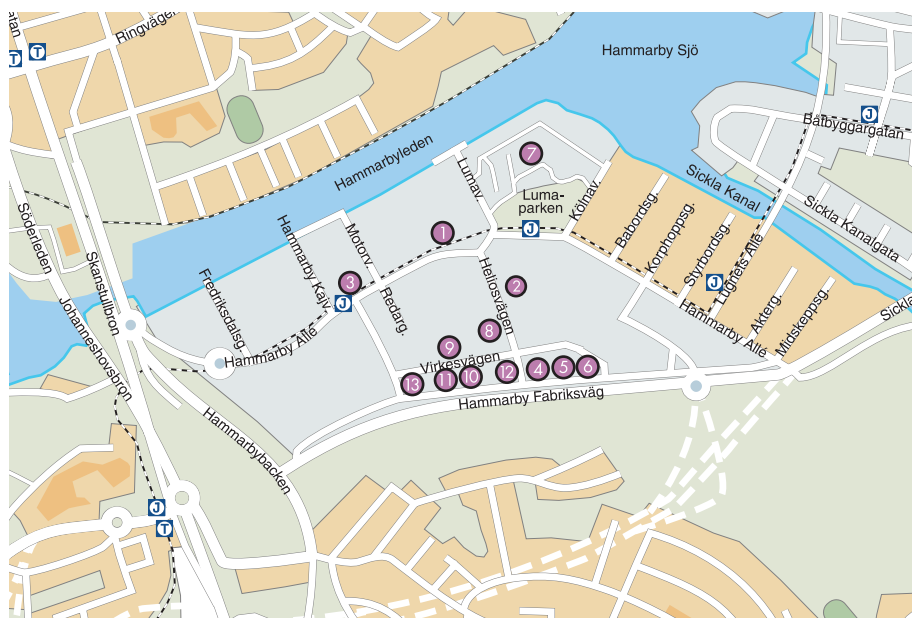 atan
Ringvägen
T
T
Hammarby Sjö
J
Båtbyggargatan
Hammarbyleden
Lumav.
7
Luma-
parken
Kölnav.
J
Sickla Kanal
Sickla Kanalgata
Söderleden
Skanstullbron
Johanneshovsbron
Fredriksdalsg.
Hammarby Kajv.
Motorv.
1
3
J
Redarg.
Heliosvägen
2
8
9
Babordsg.
Korphoppsg.
Styrbordsg.
J
Lugnets Allé
Akterg.
Midskeppsg.
Sickla
Hammarby Allé
Hammarby Allé
Virkesvägen
13
11
10
12
4
5
6
Hammarby Fabriksväg
Hammarbybacken
J
T